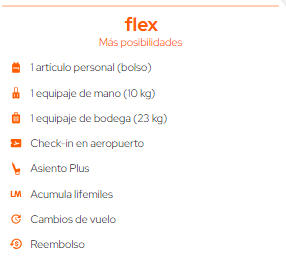 flex
Más posibilidades
1 artículo personal (bolso)
1 equipaje de mano (10 kg)
1 equipaje de bodega (23 kg)
Check-in en aeropuerto
Asiento Plus
LM Acumula lifemiles
Cambios de vuelo
Reembolso